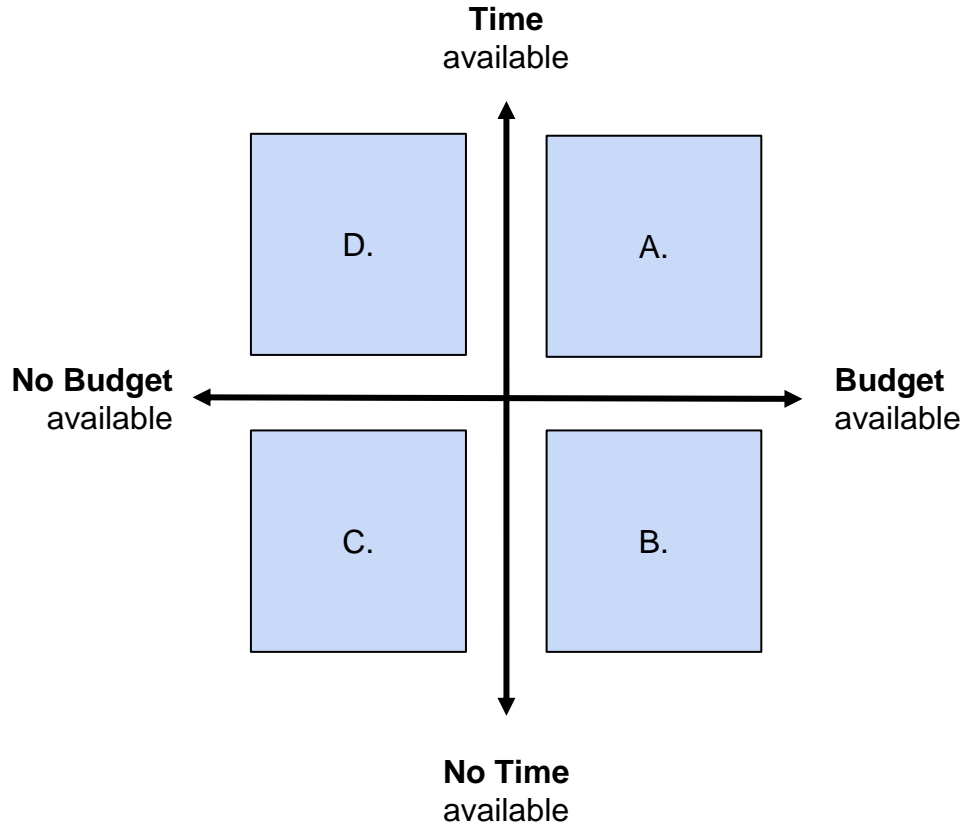 Time
available
D.
A.
No Budget
available
Budget
available
C.
B.
No Time
available